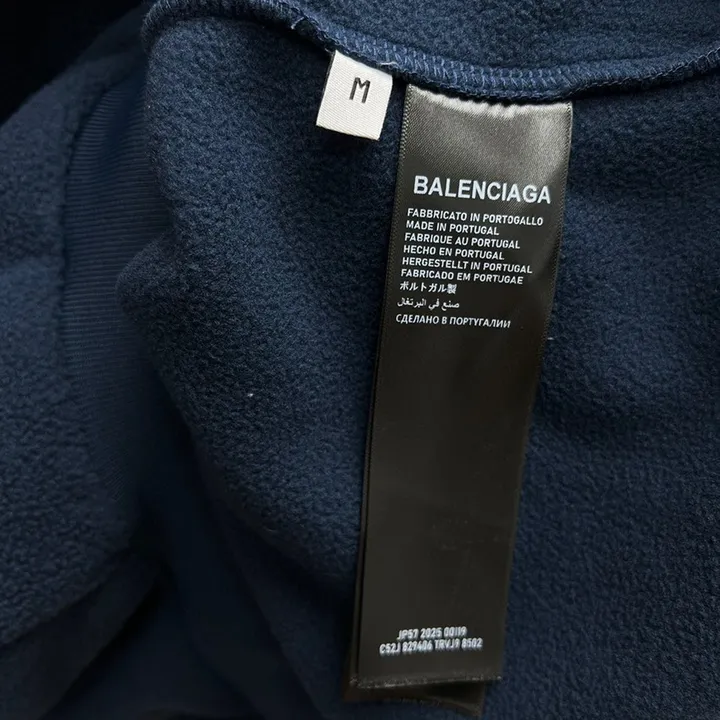 M
BALENCIAGA
FABBRICATO IN PORTOGALLO
MADE IN PORTUGAL
FABRIQUE AU PORTUGAL
HECHO EN PORTUGAL
HERGESTELLT IN PORTUGAL
FABRICADO EM PORTUGAE
ポルトガル製
صنع في البرتغال
СДЕЛАНО В ПОРТУГАЛИИ
JP57 2025 00119
C52J 829406 TRVJ9 8502